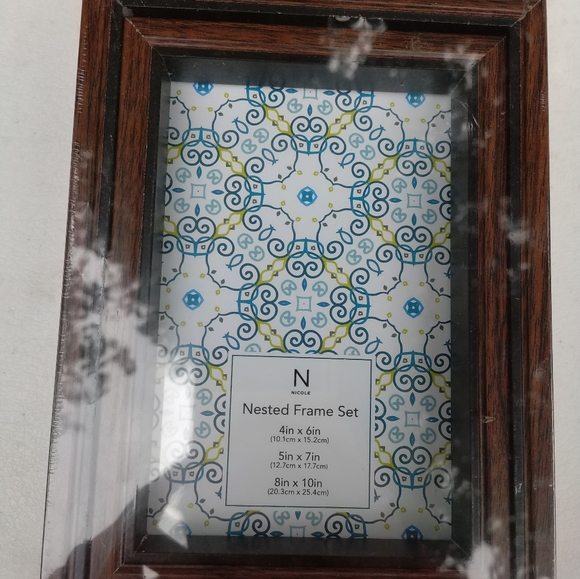 N
NICOLE
Nested Frame Set
4in x 6in
(10.1cm x 15.2cm)
5in x 7in
(12.7cm x 17.7cm)
8in x 10in
(20.3cm x 25.4cm)